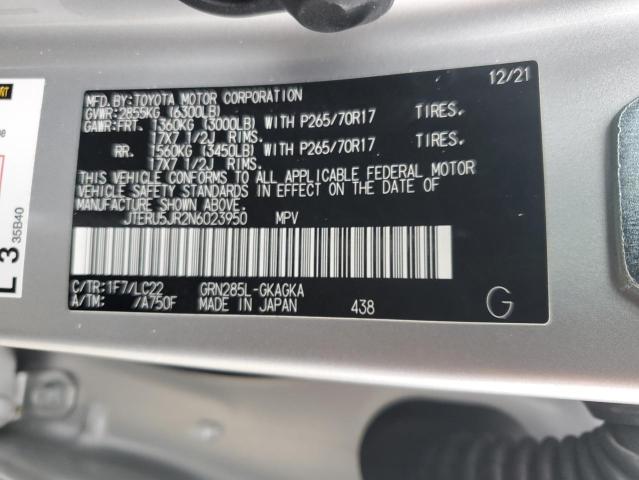 12/21
MFD.BY:TOYOTA MOTOR CORPORATION
GVWR:2855KG (6300LB)
GAWR:FRT. 1360KG (3000LB) WITH P265/70R17 TIRES.
17X7 1/2J RIMS.
RR. 1560KG (3450LB) WITH P265/70R17 TIRES.
17X7 1/2J RIMS.
THIS VEHICLE CONFORMS TO ALL APPLICABLE FEDERAL MOTOR
VEHICLE SAFETY STANDARDS IN EFFECT ON THE DATE OF
MANUFACTURE SHOWN ABOVE.
JTERU5JR2N6023950 MPV
C/TR:1F7/LC22 GRN285L-GKAGKA
A/TM: /A750F MADE IN JAPAN 438 G
L 3
35B40